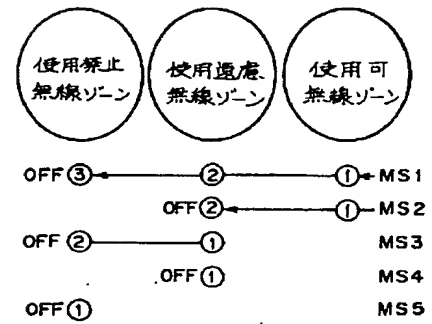 使用禁止
無線ゾーン
使用遠慮
無線ゾーン
使用可
無線ゾーン
OFF ③ ② ① MS1
OFF ② ① MS2
OFF ② ① MS3
OFF ① MS4
OFF ① MS5